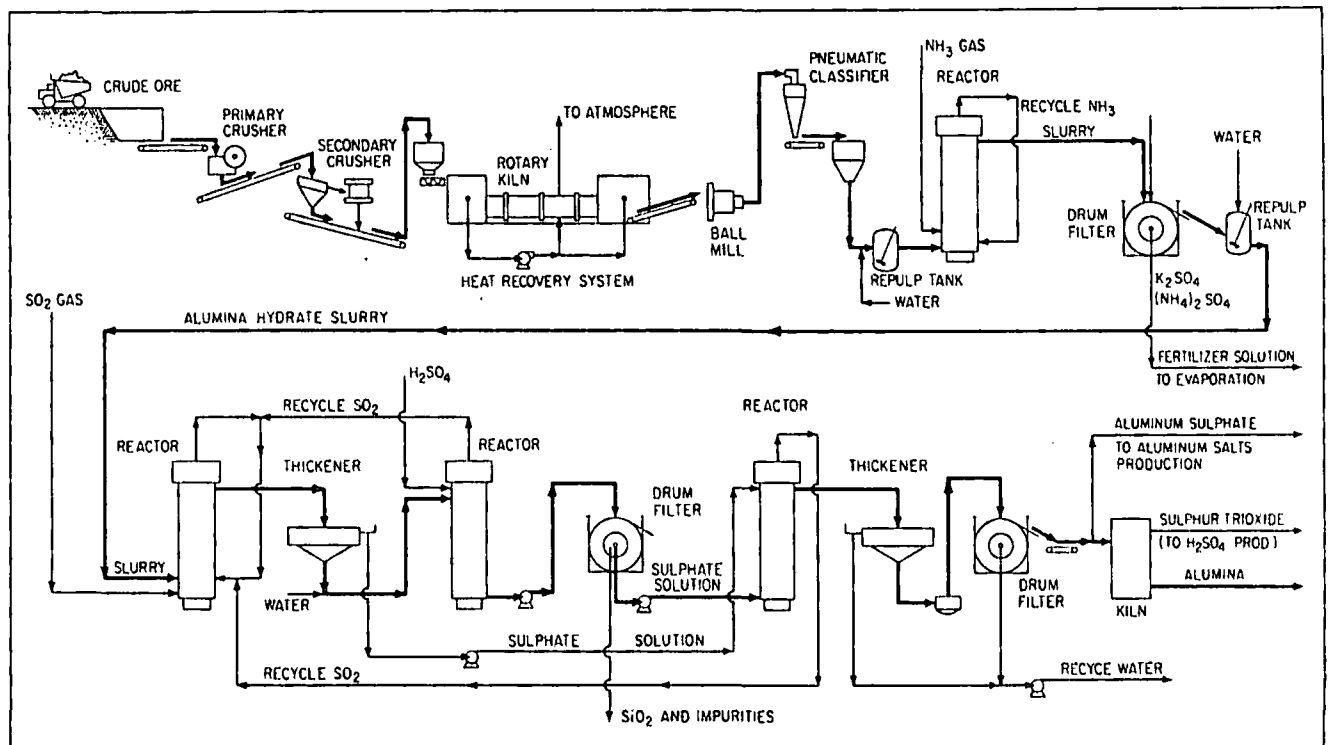 CRUDE ORE
PRIMARY
CRUSHER
SECONDARY
CRUSHER
ROTARY
KILN
TO ATMOSPHERE
HEAT RECOVERY SYSTEM
BALL
MILL
PNEUMATIC
CLASSIFIER
REPULP TANK
WATER
NH3 GAS
REACTOR
RECYCLE NH3
SLURRY
DRUM
FILTER
WATER
REPULP
TANK
K2SO4
(NH4)2 SO4
FERTILIZER SOLUTION
TO EVAPORATION
SO2 GAS
ALUMINA HYDRATE SLURRY
H2SO4
RECYCLE SO2
REACTOR
SLURRY
THICKENER
WATER
REACTOR
DRUM
FILTER
SULPHATE
SOLUTION
SULPHATE SOLUTION
RECYCLE SO2
SiO2 AND IMPURITIES
REACTOR
THICKENER
DRUM
FILTER
ALUMINUM SULPHATE
TO ALUMINUM SALTS
PRODUCTION
SULPHUR TRIOXIDE
(TO H2SO4 PROD)
ALUMINA
KILN
RECYCE WATER